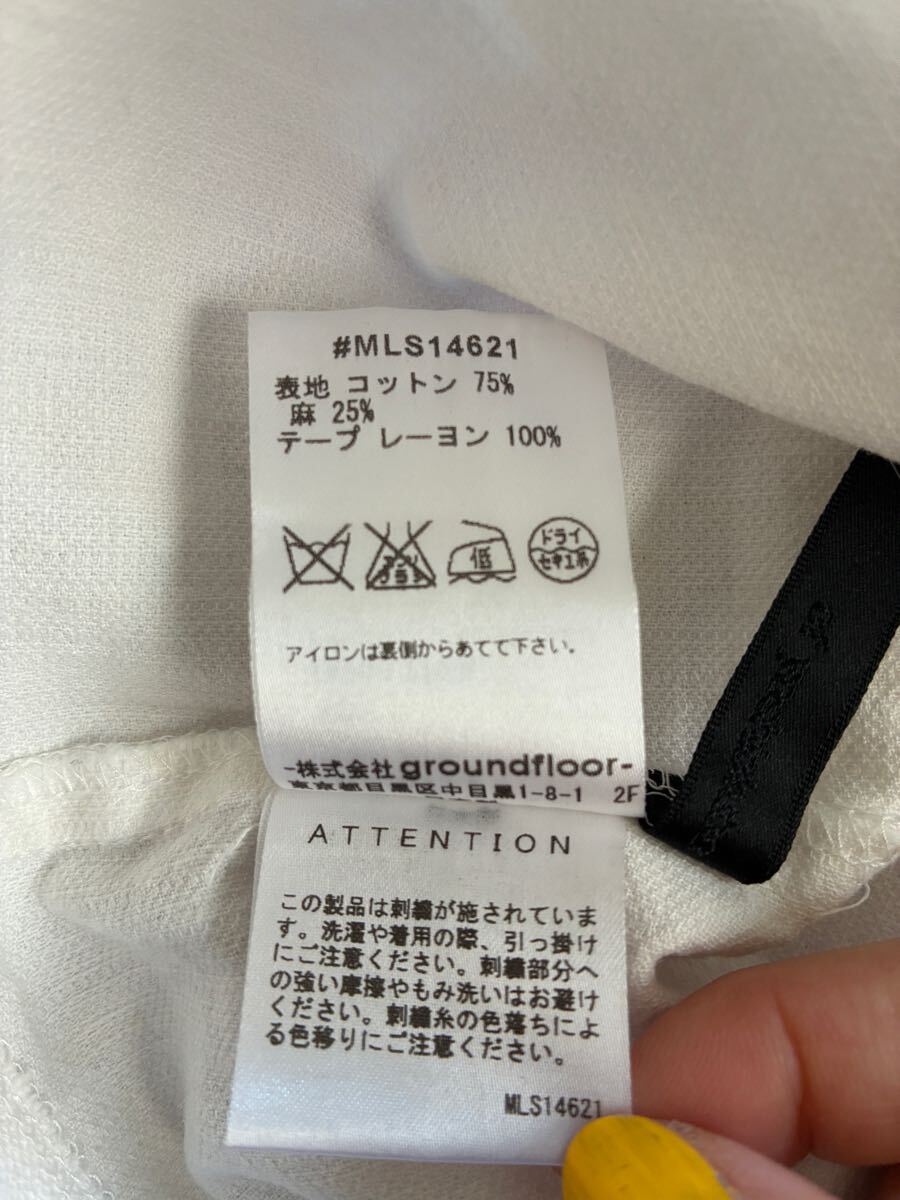 #MLS14621
表地 コットン 75%
麻 25%
テープ レーヨン 100%
エンソ
ブラシ
低
ドライ
セキユ系
アイロンは裏側からあてて下さい。
-株式会社groundfloor-
東京都目黒区中目黒1-8-1 2F
ATTENTION
この製品は刺繍が施されていま
す。洗濯や着用の際、引っ掛け
にご注意ください。刺繍部分へ
の強い摩擦やもみ洗いはお避け
ください。刺繍糸の色落ちによ
る色移りにご注意ください。
MLS14621